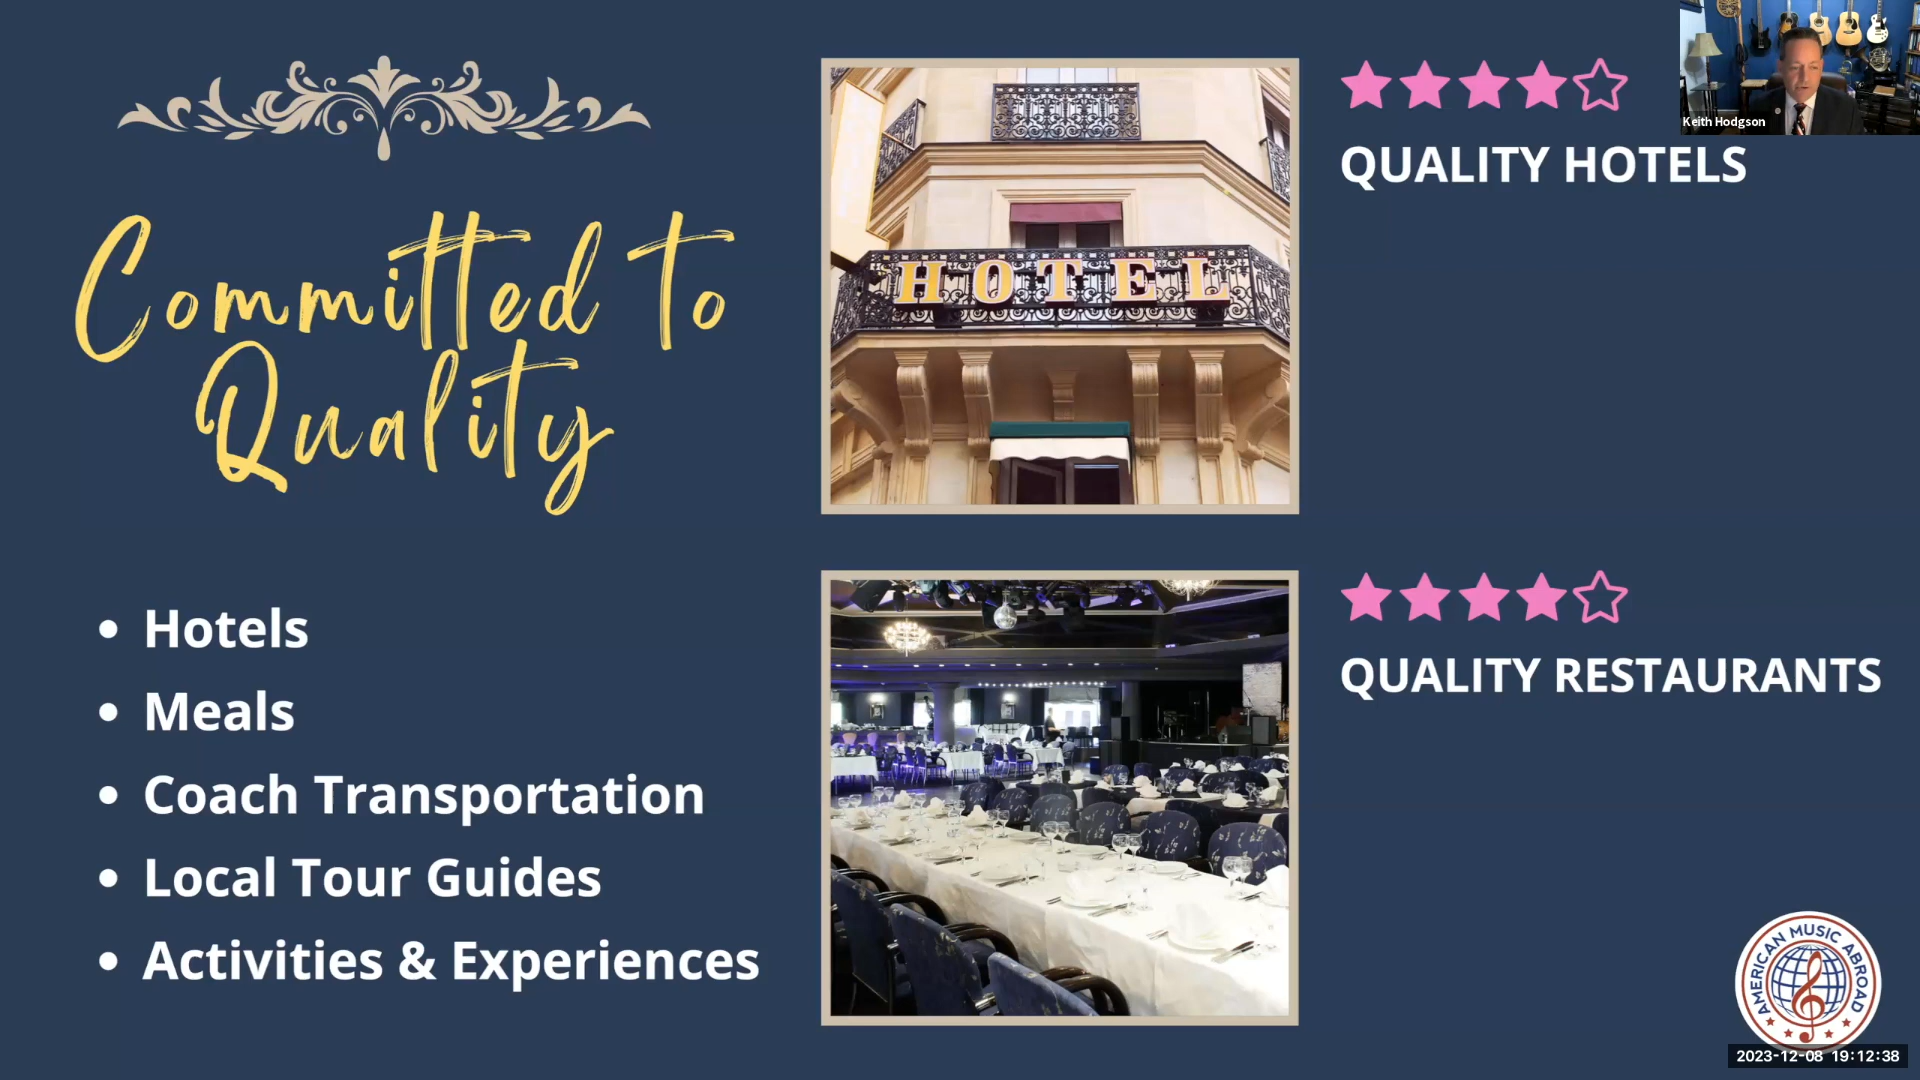 Committed to
Quality
• Hotels
• Meals
• Coach Transportation
• Local Tour Guides
• Activities & Experiences
HOTEL
QUALITY HOTELS
QUALITY RESTAURANTS
Keith Hodgson
AMERICAN MUSIC ABROAD
2023-12-08 19:12:38